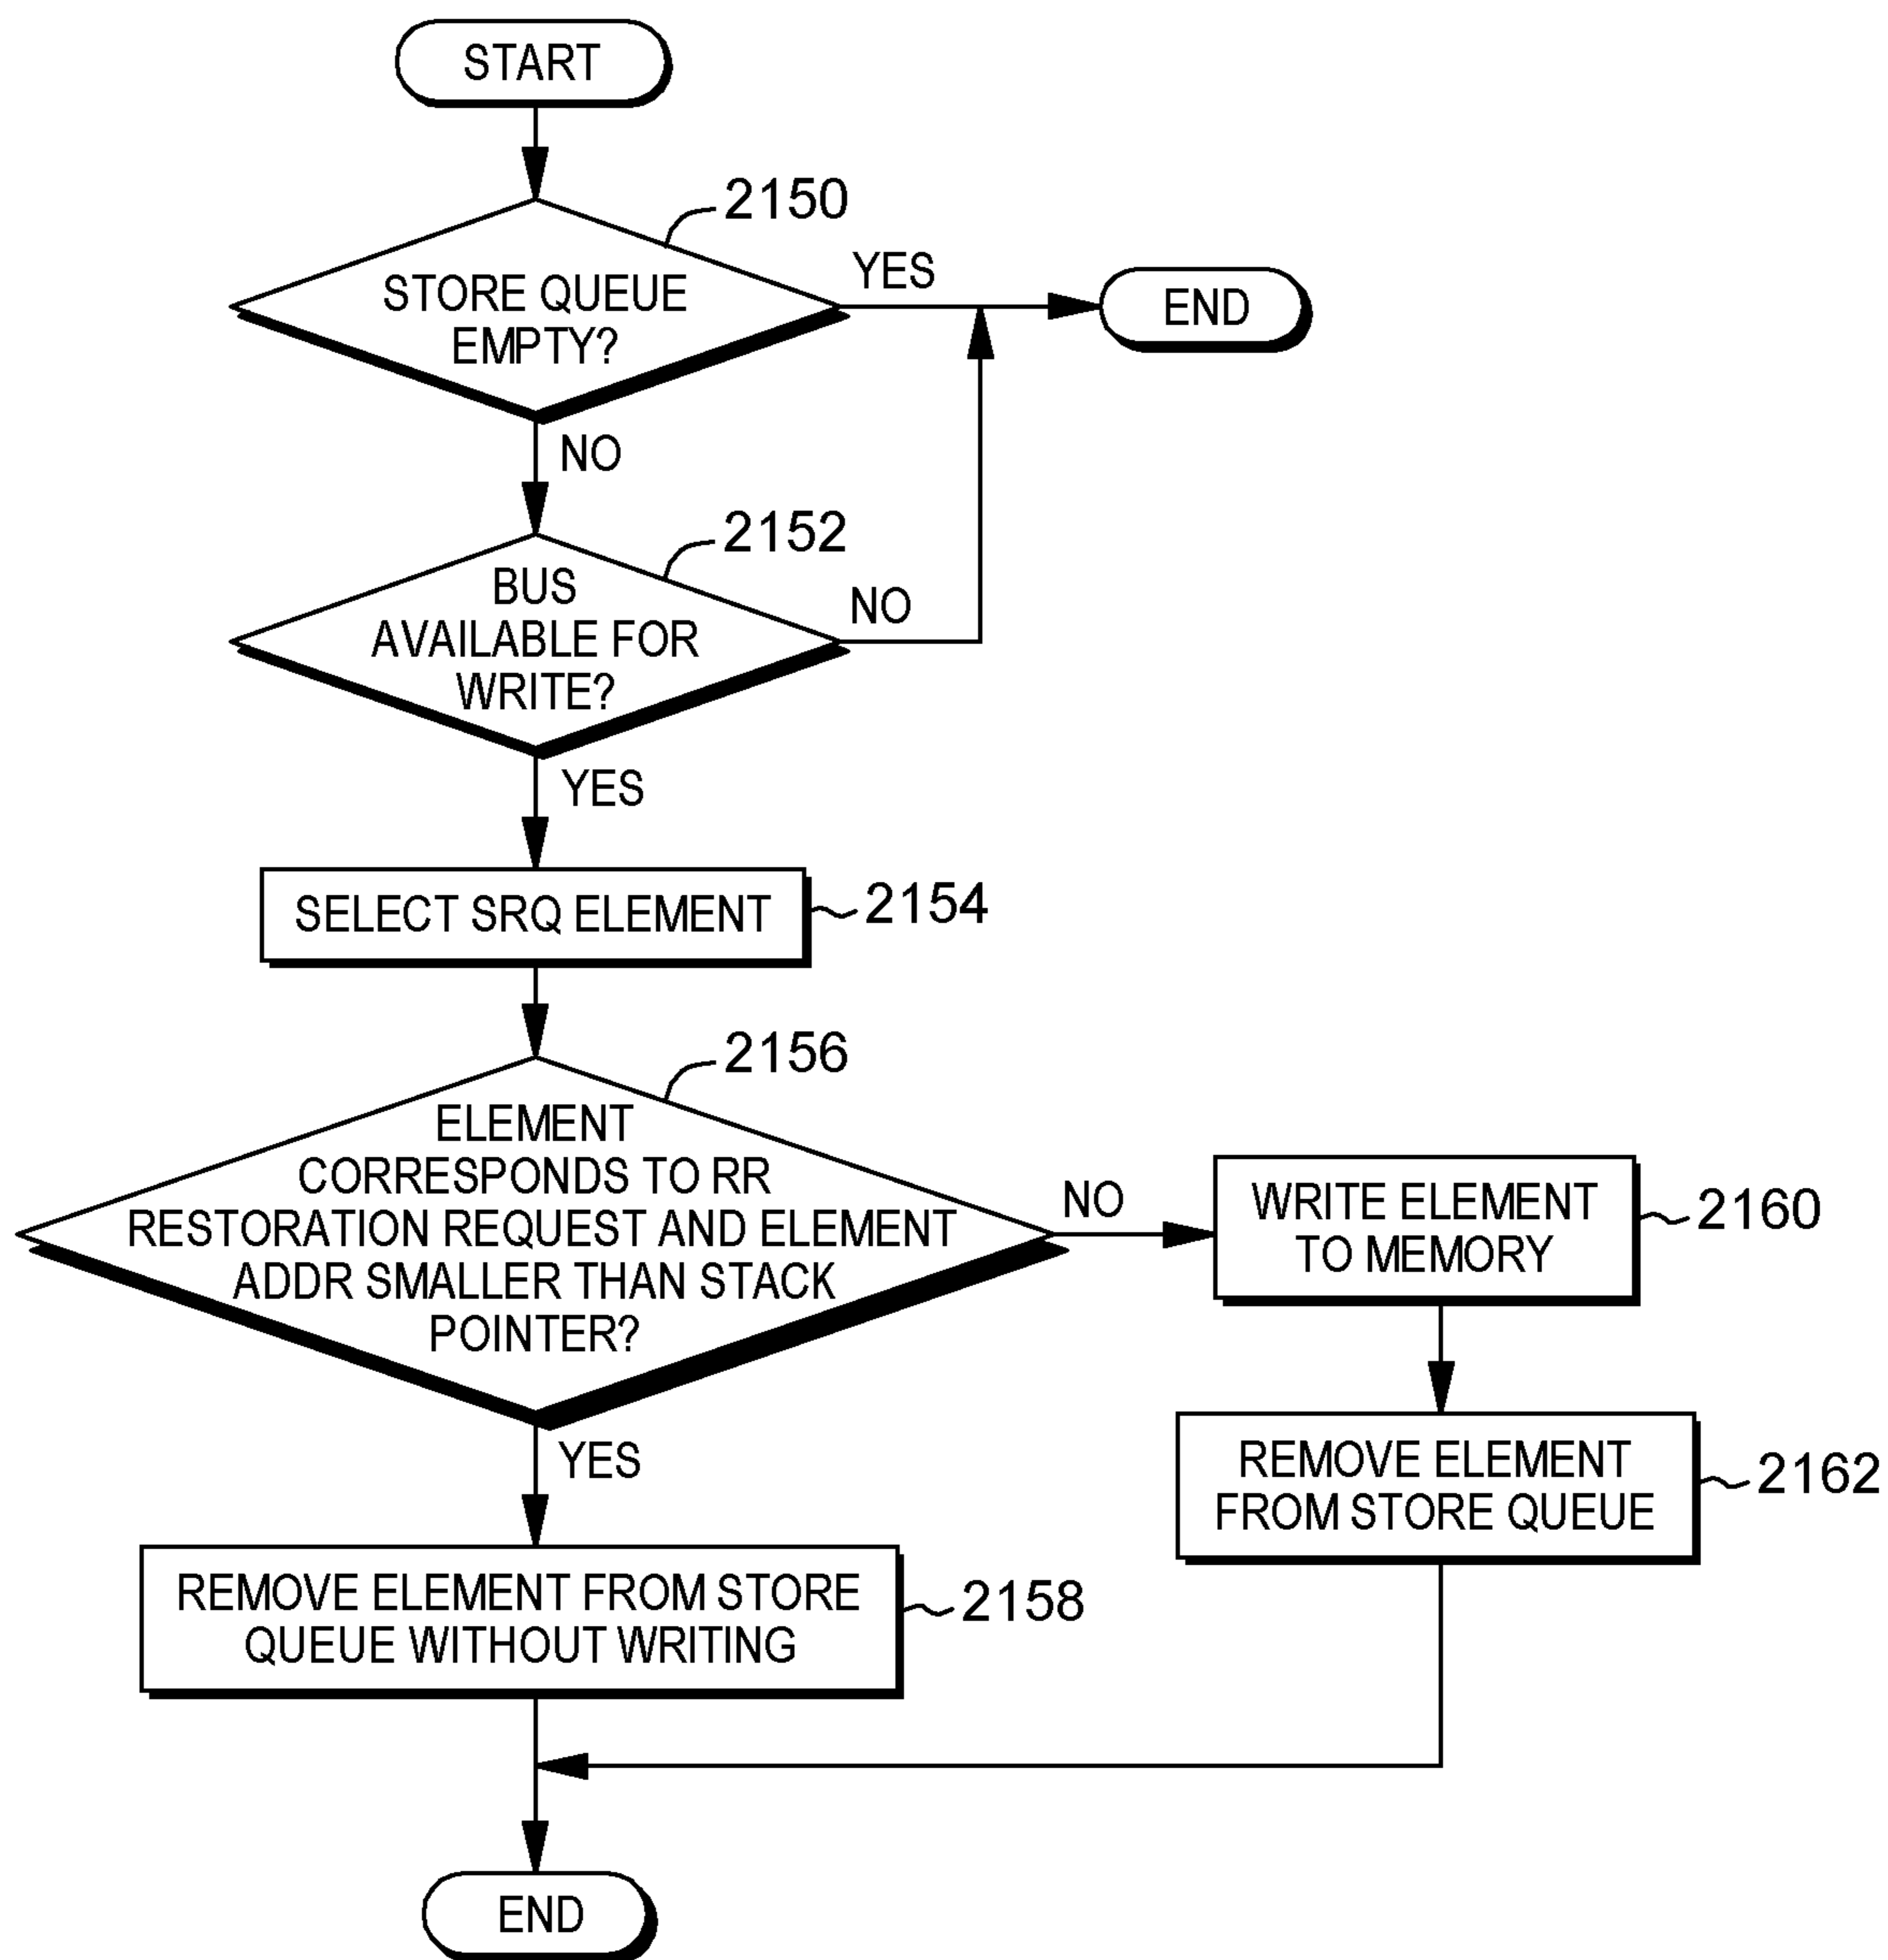 START
2150
STORE QUEUE
EMPTY?
YES
END
NO
2152
BUS
AVAILABLE FOR
WRITE?
NO
YES
SELECT SRQ ELEMENT
2154
2156
ELEMENT
CORRESPONDS TO RR
RESTORATION REQUEST AND ELEMENT
ADDR SMALLER THAN STACK
POINTER?
NO
WRITE ELEMENT
TO MEMORY
2160
YES
REMOVE ELEMENT
FROM STORE QUEUE
2162
REMOVE ELEMENT FROM STORE
QUEUE WITHOUT WRITING
2158
END